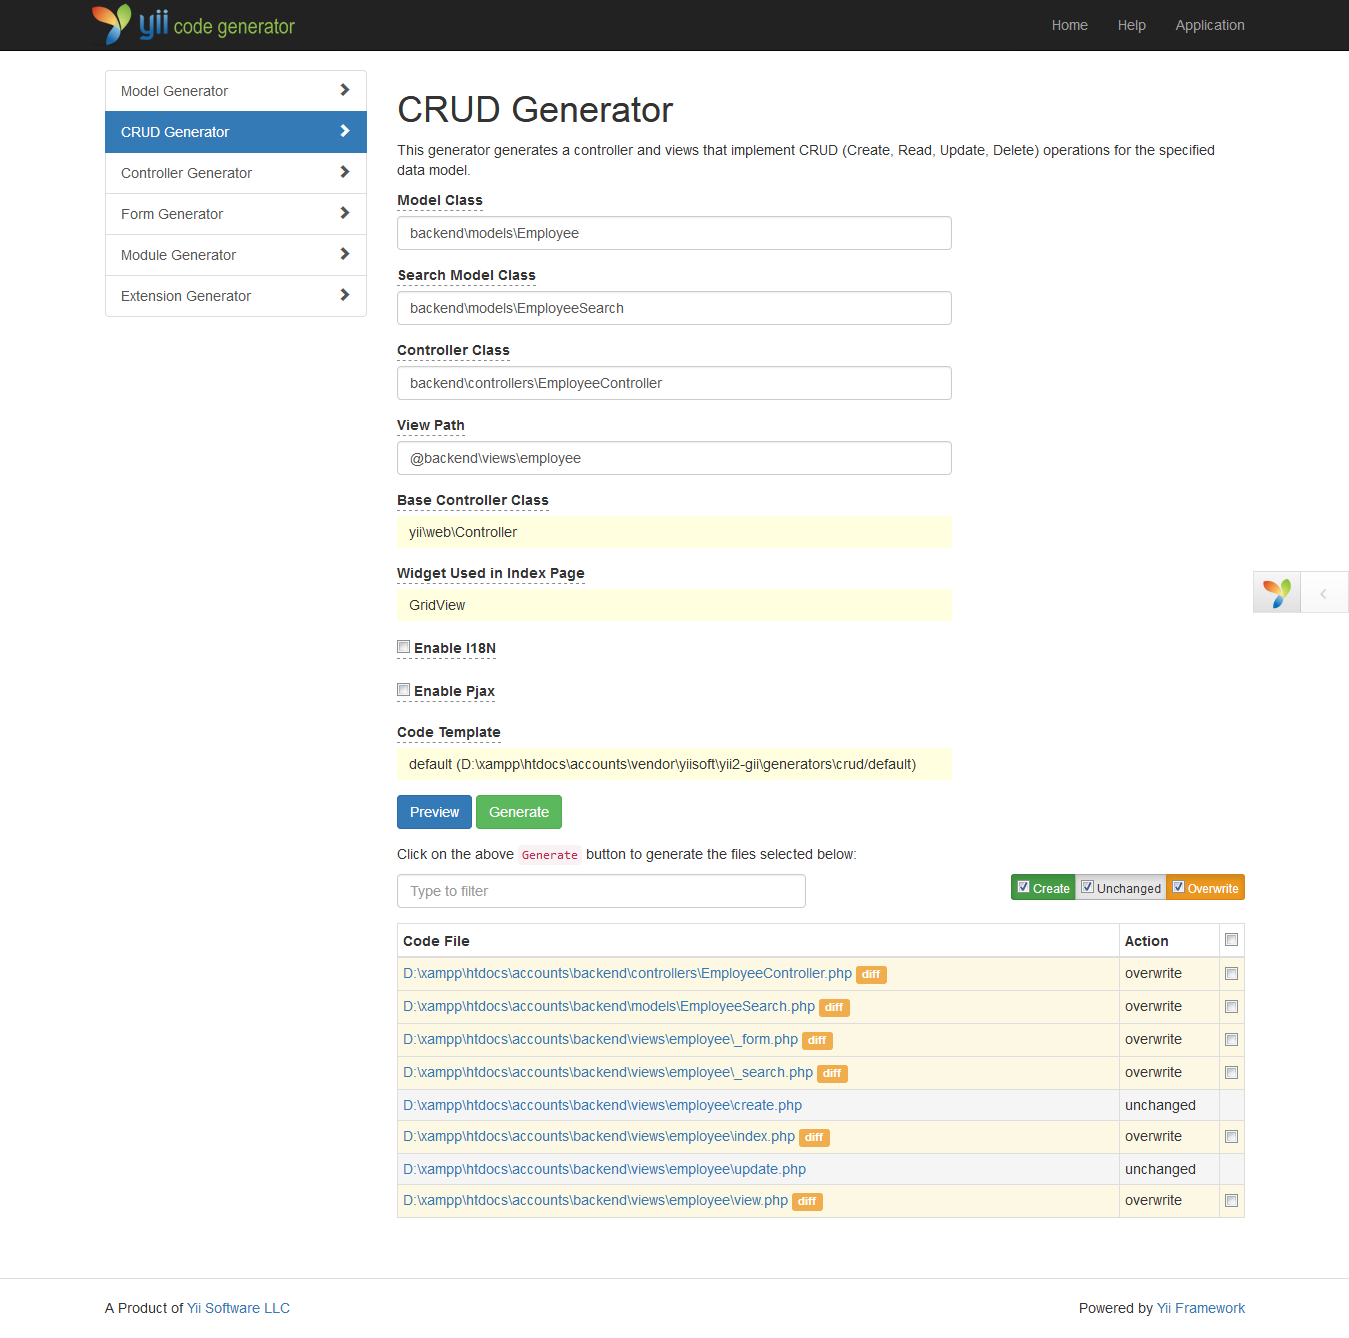 yii code generator
Home Help Application
Model Generator
CRUD Generator
Controller Generator
Form Generator
Module Generator
Extension Generator
CRUD Generator
This generator generates a controller and views that implement CRUD (Create, Read, Update, Delete) operations for the specified
data model.
Model Class
backend\models\Employee
Search Model Class
backend\models\EmployeeSearch
Controller Class
backend\controllers\EmployeeController
View Path
@backend\views\employee
Base Controller Class
yii\web\Controller
Widget Used in Index Page
GridView
Enable I18N
Enable Pjax
Code Template
default (D:\xampp\htdocs\accounts\vendor\yiisoft\yii2-gii\generators\crud/default)
Preview Generate
Click on the above Generate button to generate the files selected below:
Type to filter Create Unchanged Overwrite
Code File Action
D:\xampp\htdocs\accounts\backend\controllers\EmployeeController.php diff overwrite
D:\xampp\htdocs\accounts\backend\models\EmployeeSearch.php diff overwrite
D:\xampp\htdocs\accounts\backend\views\employee\_form.php diff overwrite
D:\xampp\htdocs\accounts\backend\views\employee\_search.php diff overwrite
D:\xampp\htdocs\accounts\backend\views\employee\create.php unchanged
D:\xampp\htdocs\accounts\backend\views\employee\index.php diff overwrite
D:\xampp\htdocs\accounts\backend\views\employee\update.php unchanged
D:\xampp\htdocs\accounts\backend\views\employee\view.php diff overwrite
A Product of Yii Software LLC Powered by Yii Framework